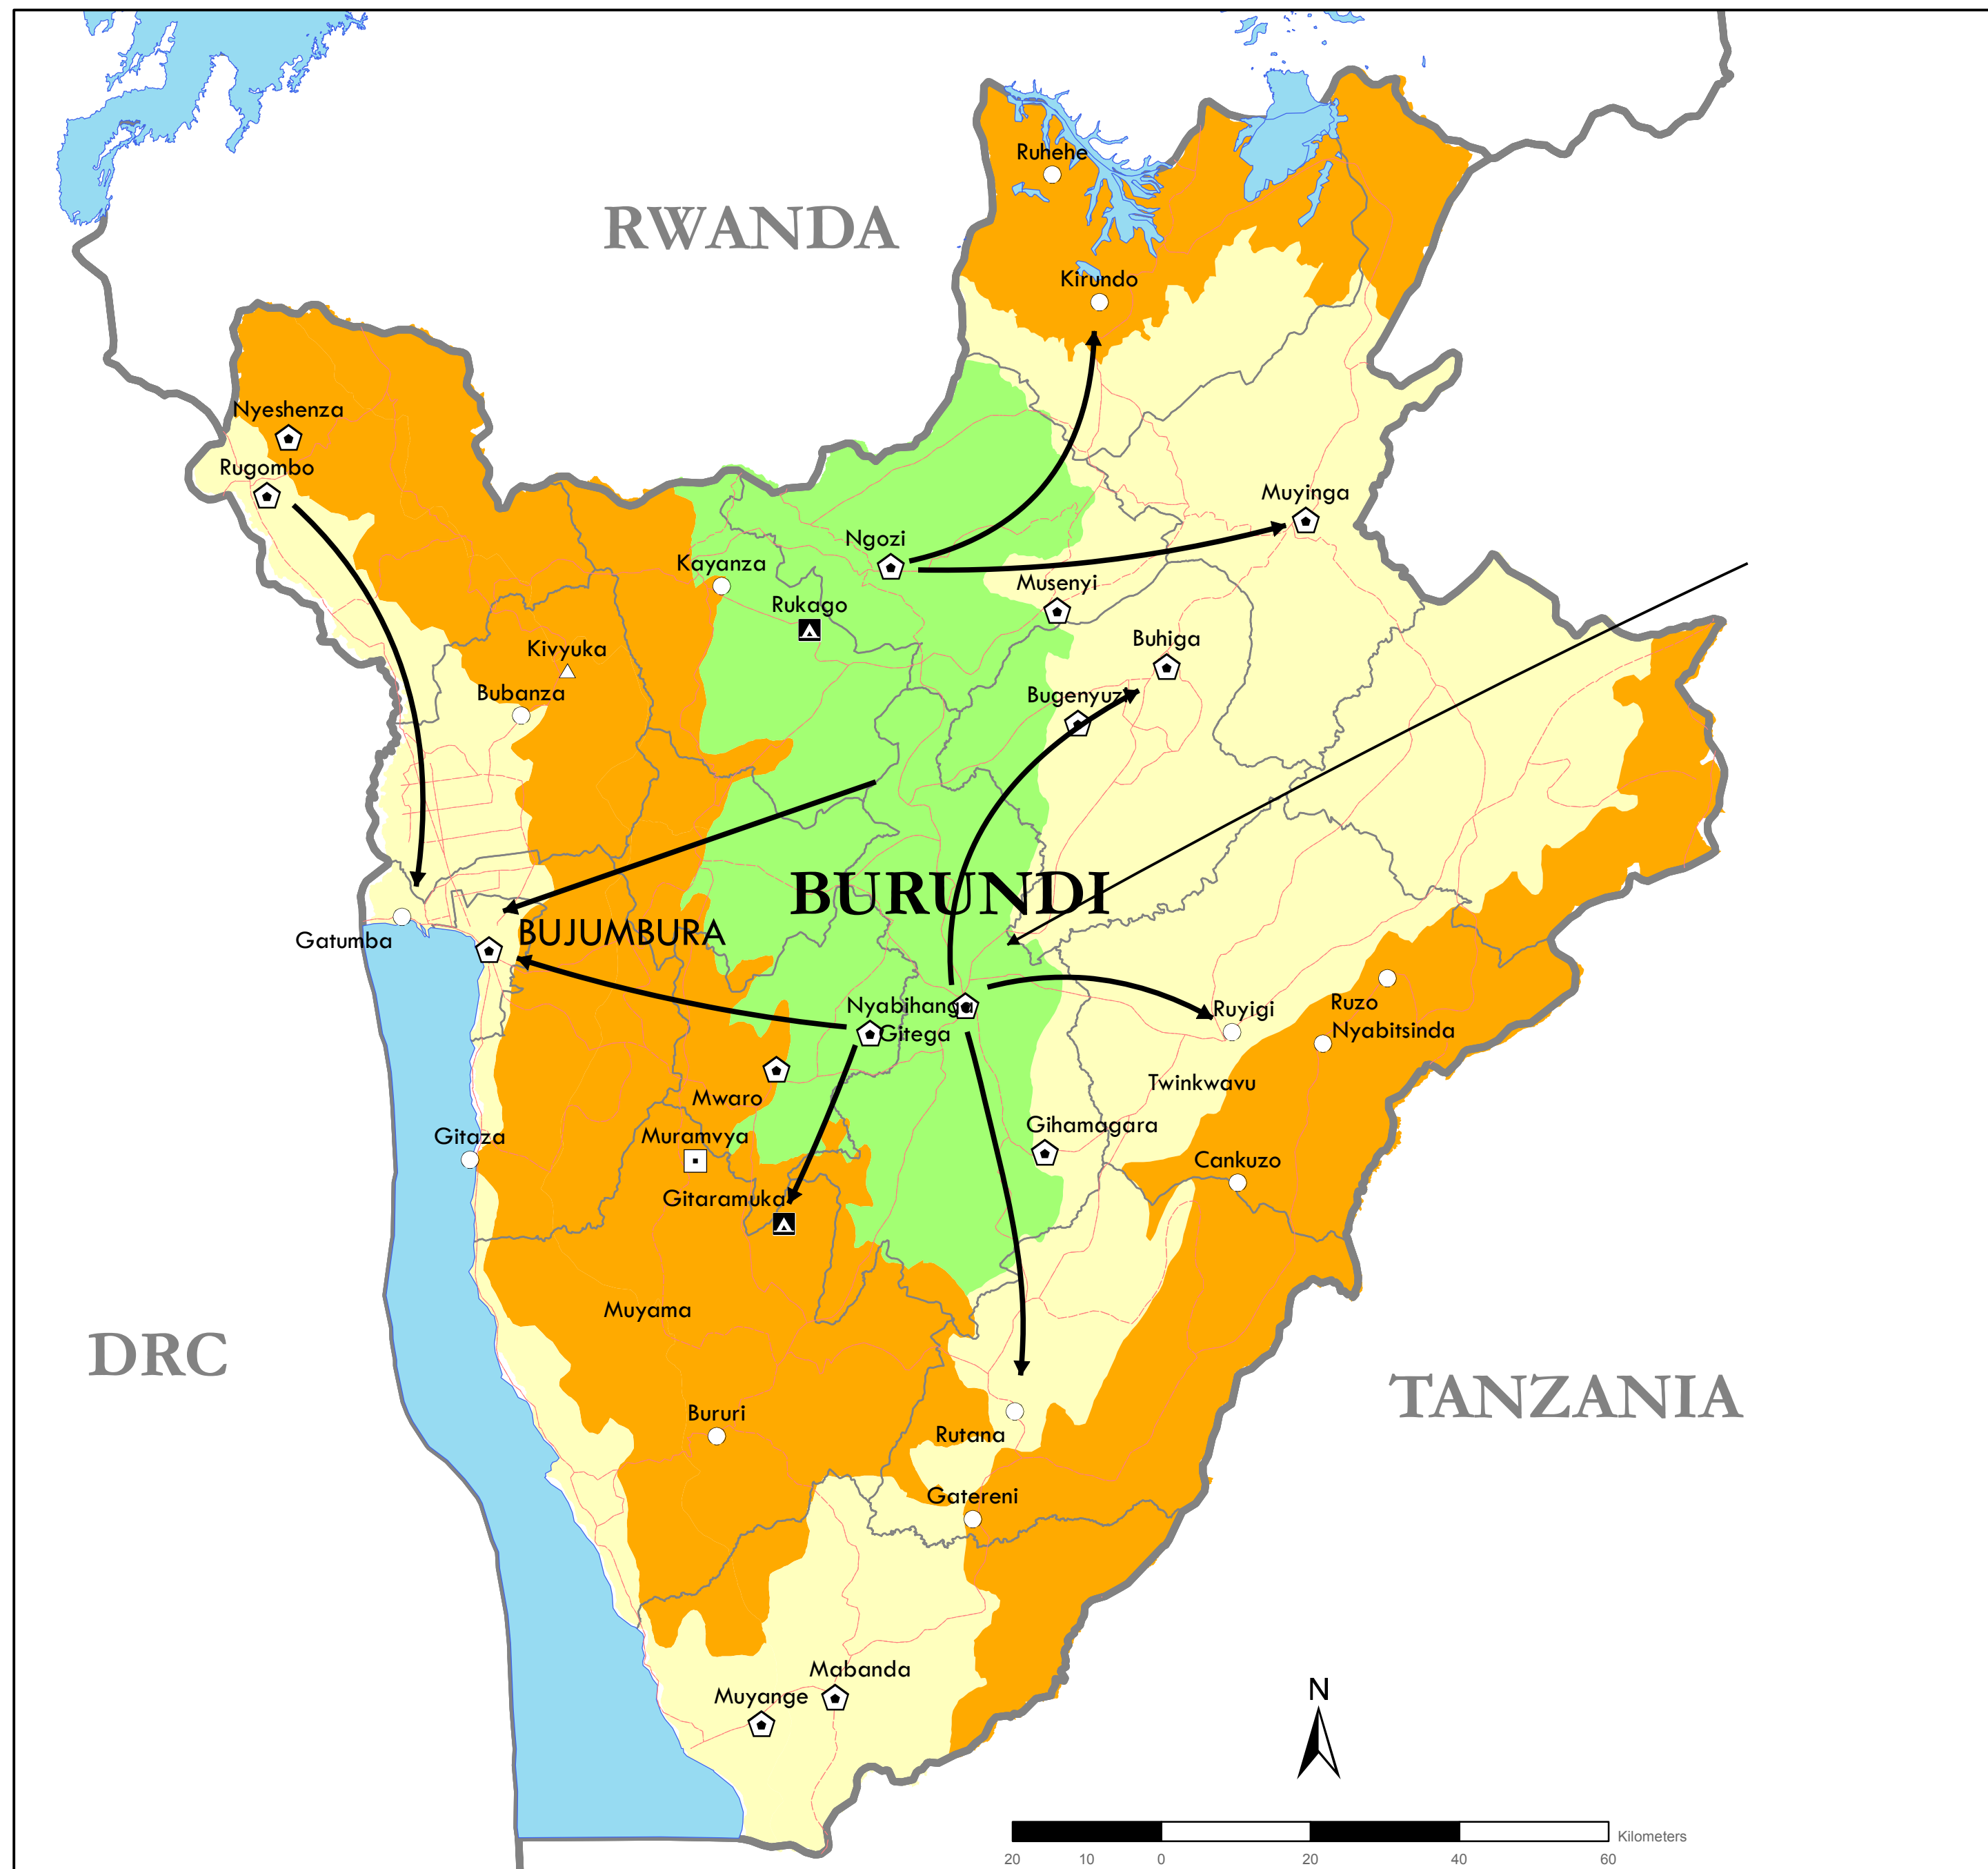 Ruhehe
RWANDA
Kirundo
Nyeshenza
Rugombo
Muyinga
Ngozi
Kayanza
Musenyi
Rukago
Buhiga
Kivyuka
Bubanza
Bugenyuzi
BURUNDI
BUJUMBURA
Gatumba
Nyabihanga
Ruyigi
Ruzo
Gitega
Nyabitsinda
Twinkwavu
Mwaro
Gihamagara
Gitaza
Muramvya
Cankuzo
Gitaramuka
Muyama
DRC
TANZANIA
Bururi
Rutana
Gatereni
Mabanda
Muyange
N
Kilometers
20 10 0 20 40 60